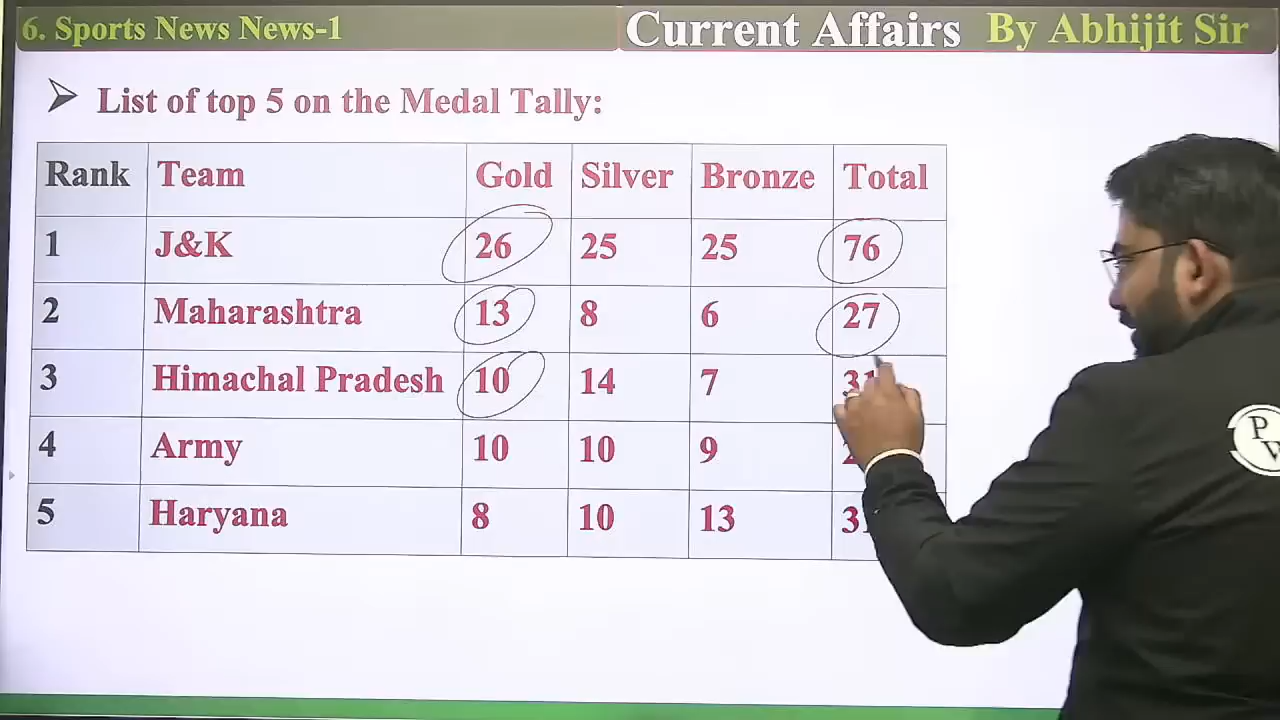 6. Sports News News-1
Current Affairs By Abhijit Sir
List of top 5 on the Medal Tally:
Rank Team Gold Silver Bronze Total
1 J&K 26 25 25 76
2 Maharashtra 13 8 6 27
3 Himachal Pradesh 10 14 7 31
4 Army 10 10 9
5 Haryana 8 10 13 31
P
W